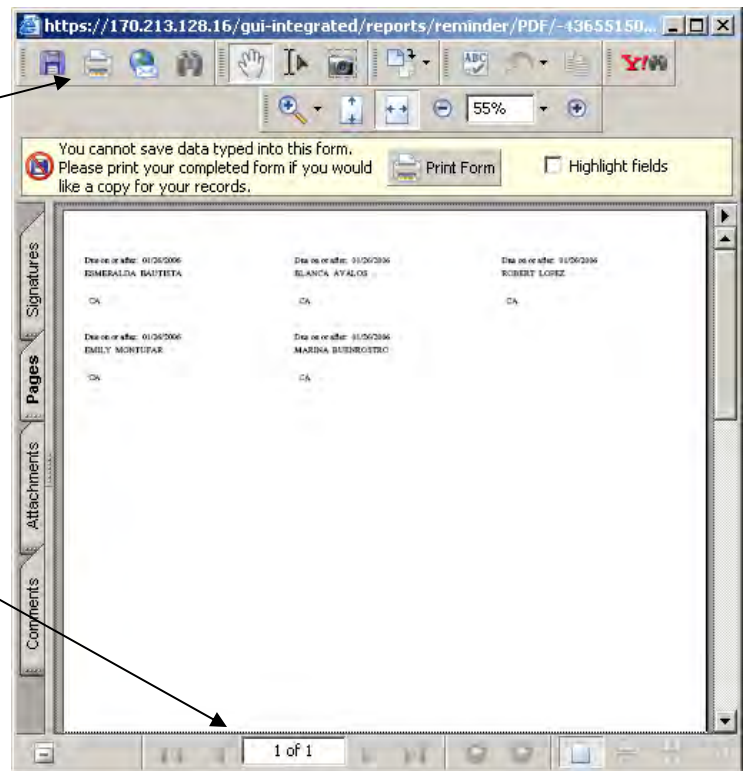 https://170.213.128.16/gui-integrated/reports/reminder/PDF/-43655150...
ABC
Y!
55%
You cannot save data typed into this form.
Please print your completed form if you would
like a copy for your records.
Print Form
Highlight fields
Signatures
Pages
Attachments
Comments
Due on or after: 01/26/2006 Due on or after: 01/26/2006 Due on or after: 01/26/2006
ESMERALDA BAUTISTA BLANCA AVALOS ROBERT LOPEZ
CA CA CA
Due on or after: 01/26/2006 Due on or after: 01/26/2006
EMILY MONTUFAR MARINA BUENROSTRO
CA CA
1 of 1